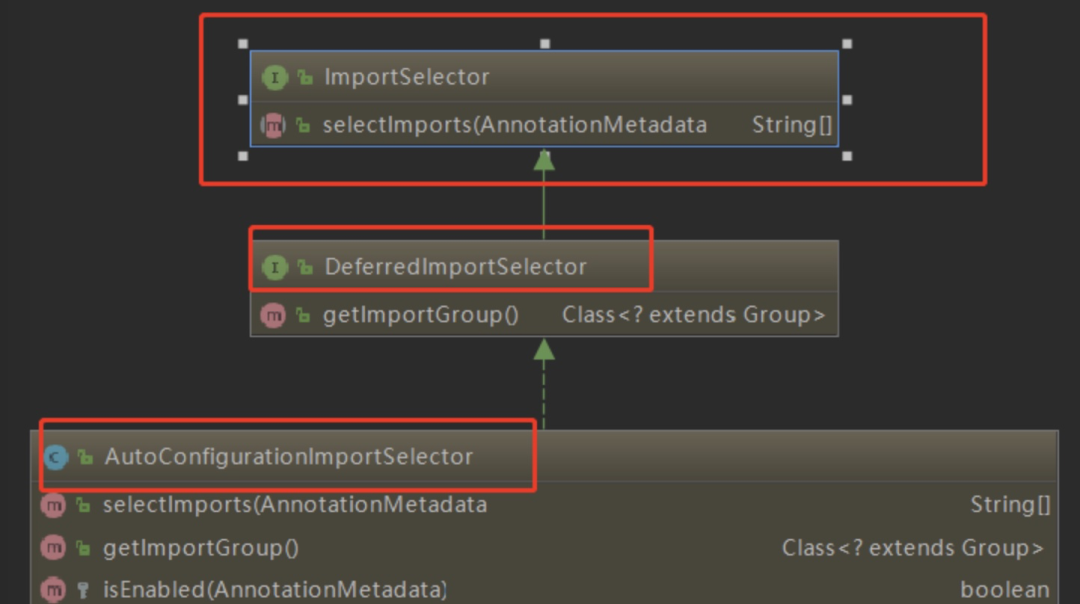 I ImportSelector
m selectImports(AnnotationMetadata String[]
I DeferredImportSelector
m getImportGroup() Class<? extends Group>
C AutoConfigurationImportSelector
m selectImports(AnnotationMetadata String[]
m getImportGroup() Class<? extends Group>
m isEnabled(AnnotationMetadata) boolean